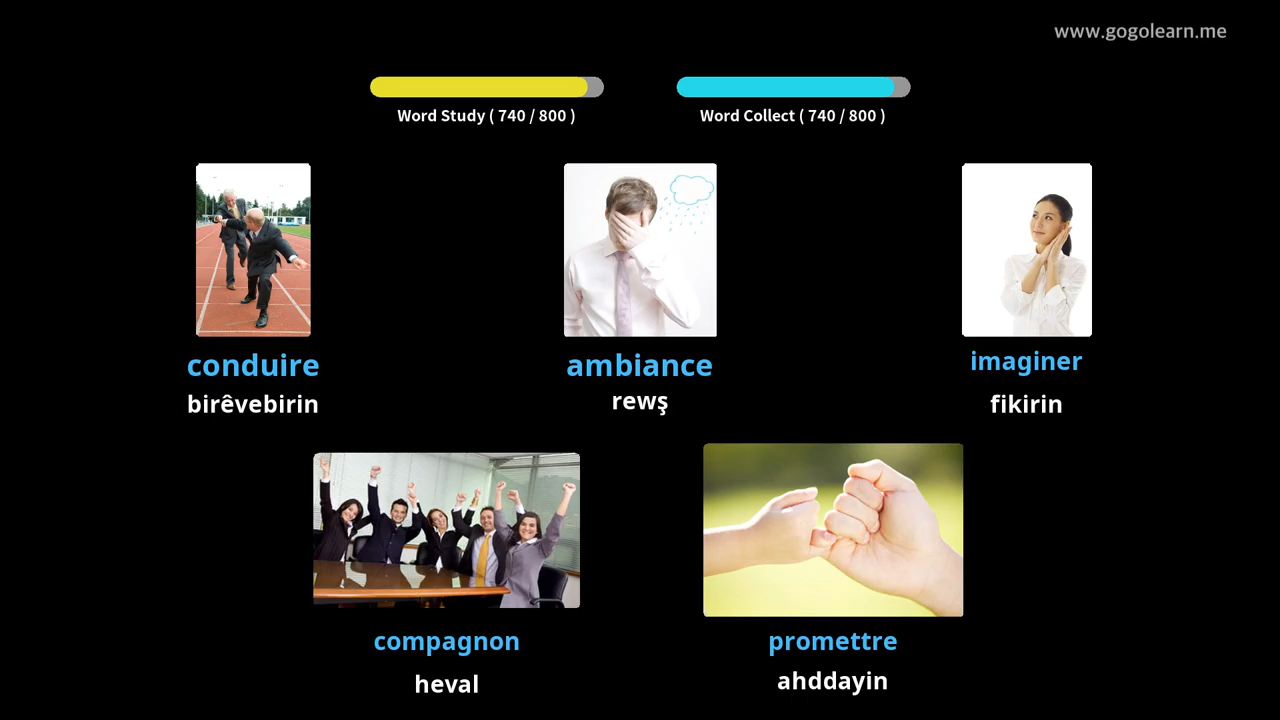 www.gogolearn.me
Word Study ( 740 / 800 )
Word Collect ( 740 / 800 )
conduire
birêvebirin
ambiance
rewş
imaginer
fikirin
compagnon
heval
promettre
ahddayin